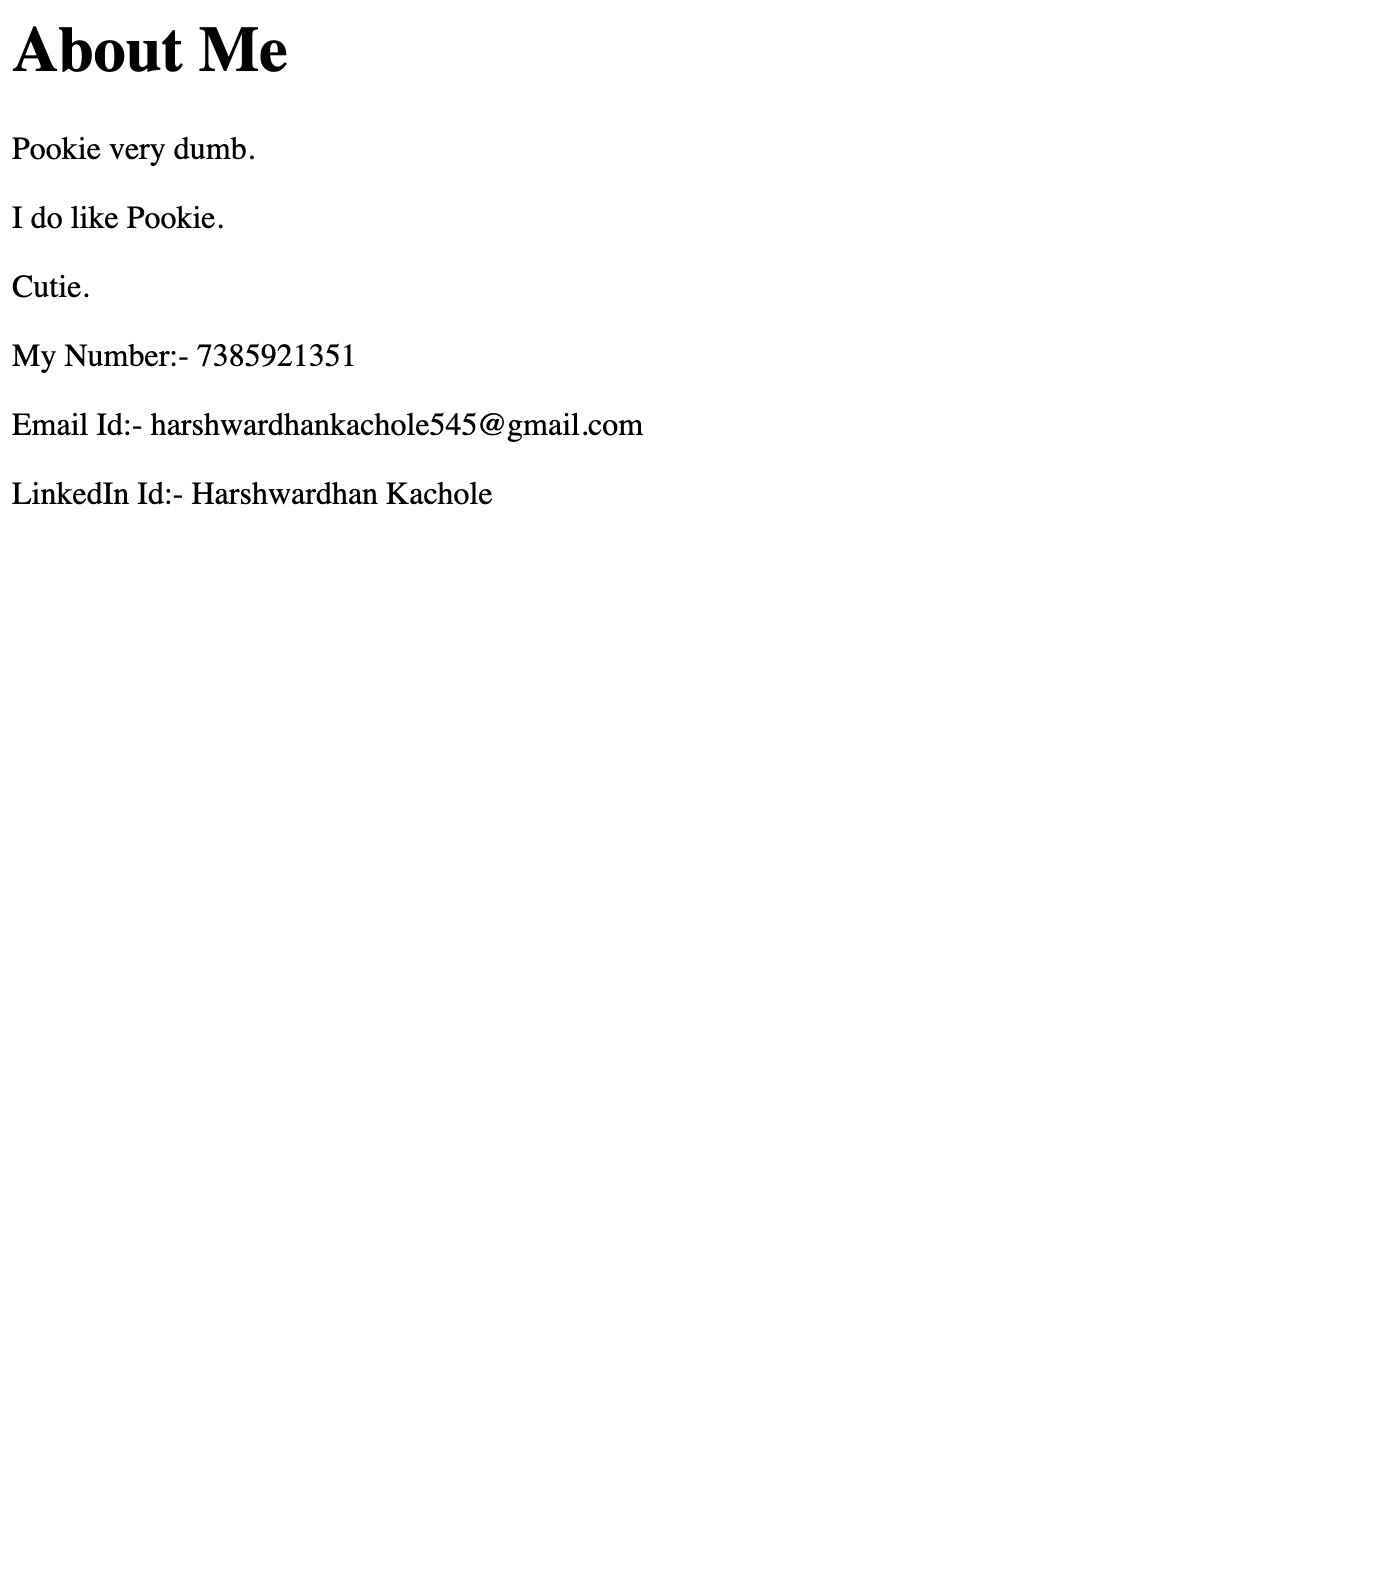 About Me
Pookie very dumb.
I do like Pookie.
Cutie.
My Number:- 7385921351
Email Id:- harshwardhankachole545@gmail.com
LinkedIn Id:- Harshwardhan Kachole